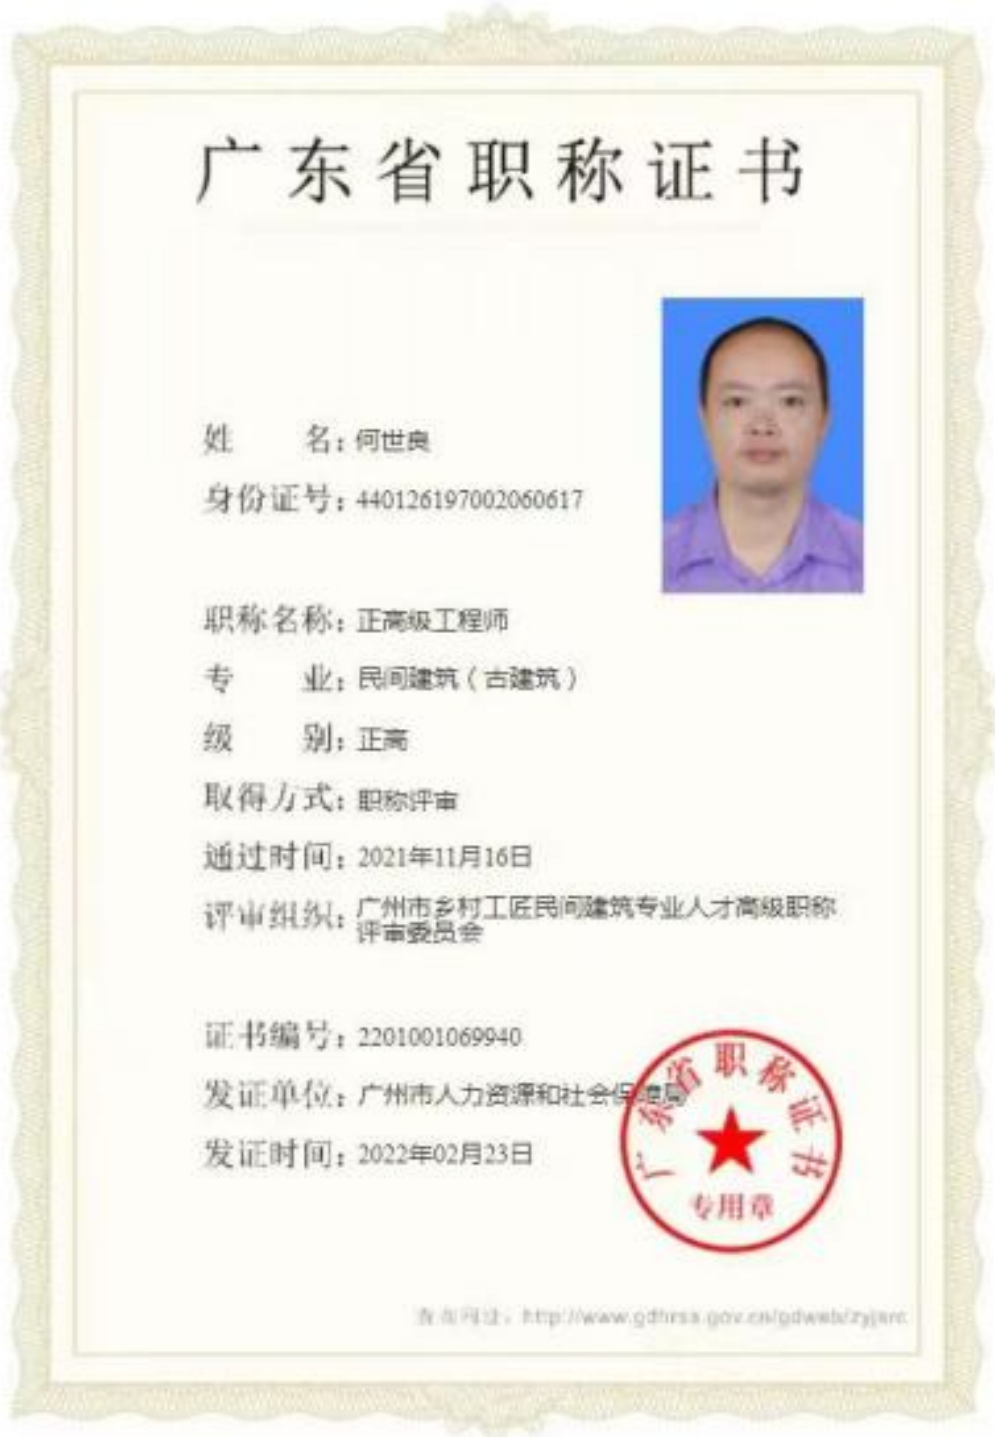 广东省职称证书
姓 名：何世良
身份证号：440126197002060617
职称名称：正高级工程师
专 业：民间建筑（古建筑）
级 别：正高
取得方式：职称评审
通过时间：2021年11月16日
评审组织：广州市乡村工匠民间建筑专业人才高级职称
评审委员会
证书编号：2201001069940
发证单位：广州市人力资源和社会保障局
发证时间：2022年02月23日
广东省职称证书
专用章
查询网址：http://www.gdhrss.gov.cn/gdweb/zyjsrc